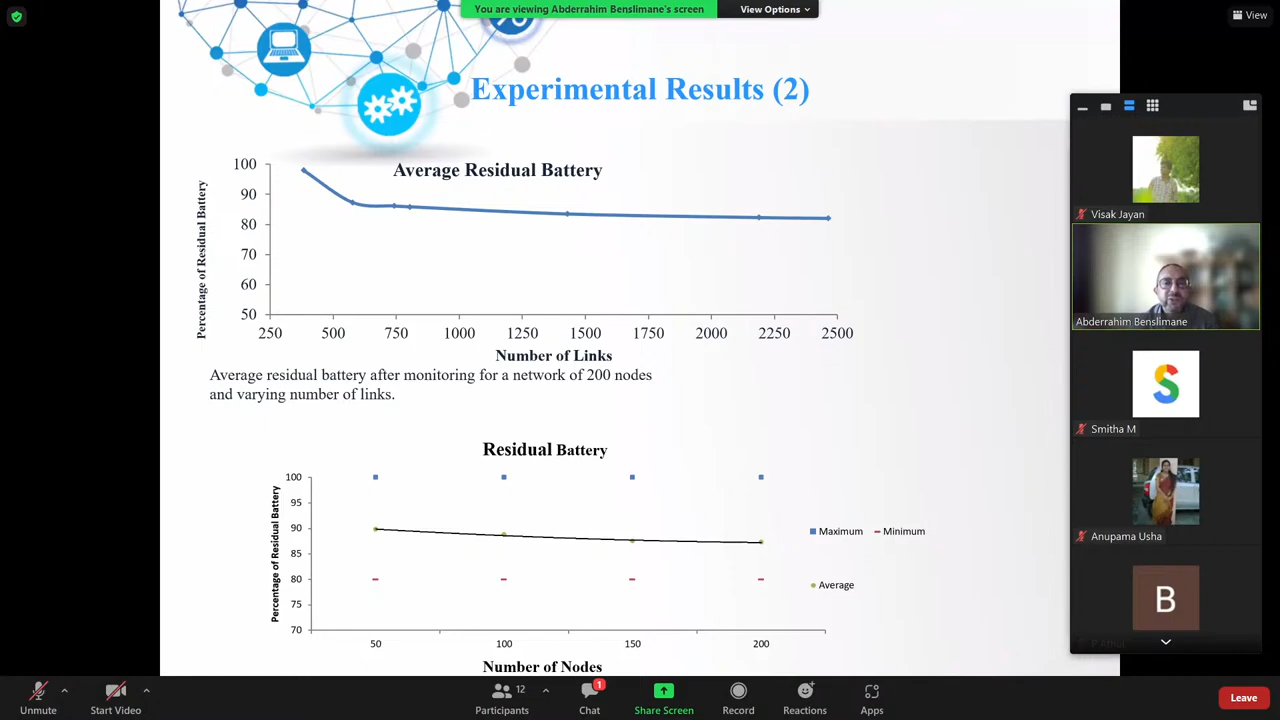 You are viewing Abderrahim Benslimane's screen
View Options
View
Experimental Results (2)
Average Residual Battery
Percentage of Residual Battery
100
90
80
70
60
50
250 500 750 1000 1250 1500 1750 2000 2250 2500
Number of Links
Average residual battery after monitoring for a network of 200 nodes
and varying number of links.
Residual Battery
Percentage of Residual Battery
100
95
90
85
80
75
70
50 100 150 200
Number of Nodes
Maximum Minimum
Average
Visak Jayan
Abderrahim Benslimane
S
Smitha M
Anupama Usha
B
Unmute
Start Video
12
Participants
1
Chat
Share Screen
Record
Reactions
Apps
Leave